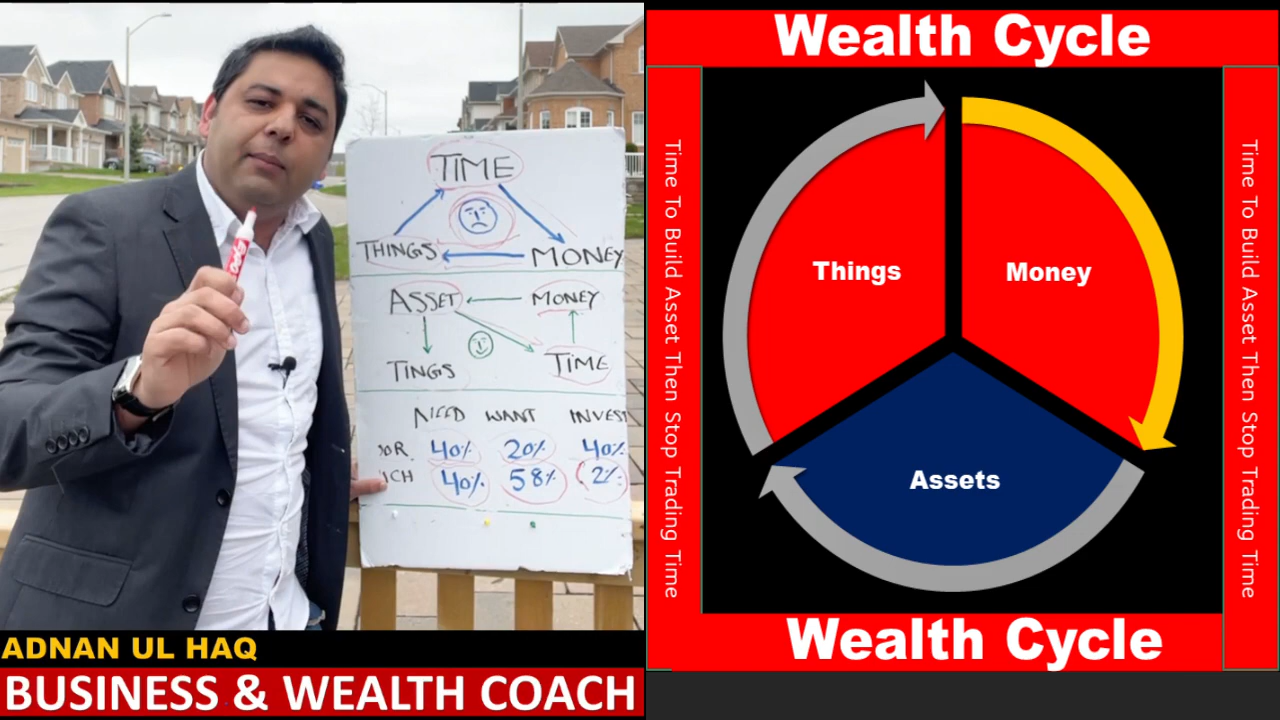 TIME
THINGS MONEY
ASSET MONEY
TINGS TIME
NEED WANT INVEST
OOR 40% 20% 40%
ICH 40% 58% 2%
EXPO
ADNAN UL HAQ
BUSINESS & WEALTH COACH
Wealth Cycle
Time To Build Asset Then Stop Trading Time
Things
Money
Assets
Time To Build Asset Then Stop Trading Time
Wealth Cycle